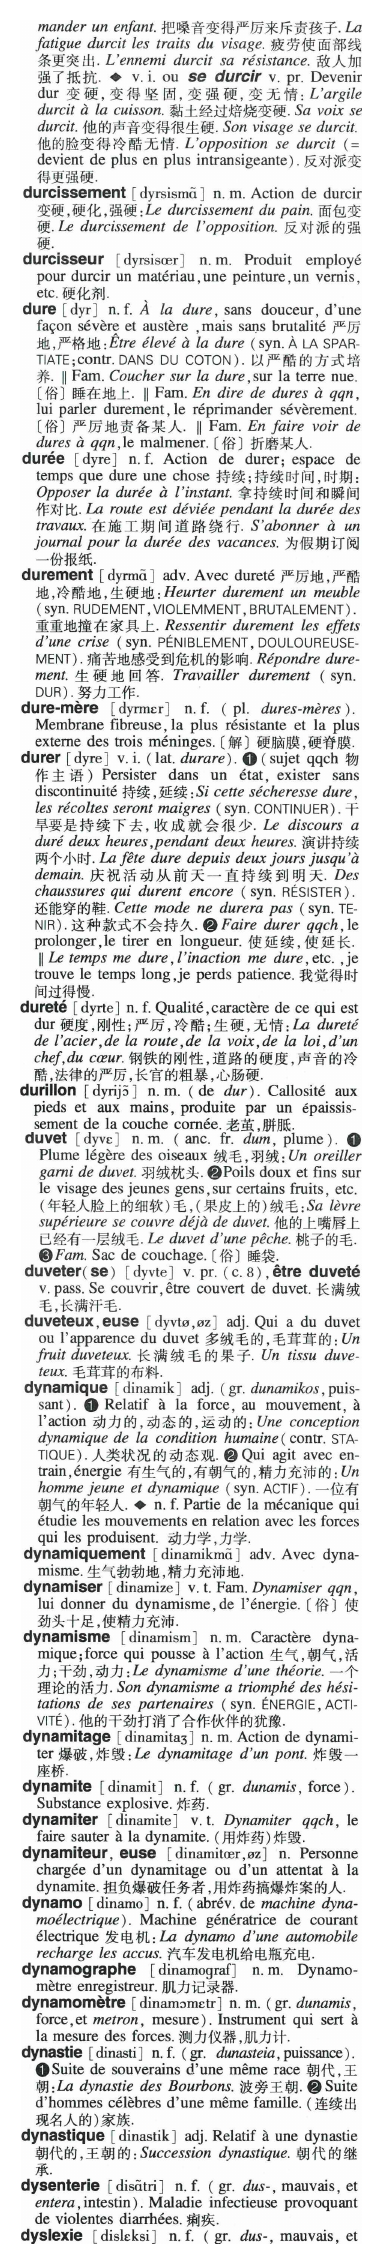 mander un enfant. 把嗓音变得严厉来斥责孩子. La
fatigue durcit les traits du visage. 疲劳使面部线
条更突出. L'ennemi durcit sa résistance. 敌人加
强了抵抗. ◆ v. i. ou se durcir v. pr. Devenir
dur 变硬,变得坚固,变强硬,变无情: L'argile
durcit à la cuisson. 黏土经过焙烧变硬. Sa voix se
durcit. 他的声音变得很生硬. Son visage se durcit.
他的脸变得冷酷无情. L'opposition se durcit (=
devient de plus en plus intransigeante). 反对派变
得更强硬.
durcissement [dyrsismɑ̃] n. m. Action de durcir
变硬,硬化,强硬: Le durcissement du pain. 面包变
硬. Le durcissement de l'opposition. 反对派的强
硬.
durcisseur [dyrsisœr] n. m. Produit employé
pour durcir un matériau, une peinture, un vernis,
etc. 硬化剂.
dure [dyr] n. f. À la dure, sans douceur, d'une
façon sévère et austère, mais sans brutalité 严厉
地,严格地: Être élevé à la dure (syn. À LA SPAR-
TIATE; contr. DANS DU COTON). 以严酷的方式培
养. ‖ Fam. Coucher sur la dure, sur la terre nue.
〔俗〕睡在地上. ‖ Fam. En dire de dures à qqn,
lui parler durement, le réprimander sévèrement.
〔俗〕严厉地责备某人. ‖ Fam. En faire voir de
dures à qqn, le malmener.〔俗〕折磨某人.
durée [dyre] n. f. Action de durer; espace de
temps que dure une chose 持续;持续时间,时期:
Opposer la durée à l'instant. 拿持续时间和瞬间
作对比. La route est déviée pendant la durée des
travaux. 在施工期间道路绕行. S'abonner à un
journal pour la durée des vacances. 为假期订阅
一份报纸.
durement [dyrmɑ̃] adv. Avec dureté 严厉地,严酷
地,冷酷地,生硬地: Heurter durement un meuble
(syn. RUDEMENT, VIOLEMMENT, BRUTALEMENT).
重重地撞在家具上. Ressentir durement les effets
d'une crise (syn. PÉNIBLEMENT, DOULOUREUSE-
MENT). 痛苦地感受到危机的影响. Répondre dure-
ment. 生硬地回答. Travailler durement (syn.
DUR). 努力工作.
dure-mère [dyrmɛr] n. f. (pl. dures-mères).
Membrane fibreuse, la plus résistante et la plus
externe des trois méninges.〔解〕硬脑膜,硬脊膜.
durer [dyre] v. i. (lat. durare). ❶ (sujet qqch 物
作主语) Persister dans un état, exister sans
discontinuité 持续,延续: Si cette sécheresse dure,
les récoltes seront maigres (syn. CONTINUER). 干
旱要是持续下去,收成就会很少. Le discours a
duré deux heures, pendant deux heures. 演讲持续
两个小时. La fête dure depuis deux jours jusqu'à
demain. 庆祝活动从前天一直持续到明天. Des
chaussures qui durent encore (syn. RÉSISTER).
还能穿的鞋. Cette mode ne durera pas (syn. TE-
NIR). 这种款式不会持久. ❷ Faire durer qqch, le
prolonger, le tirer en longueur. 使延续,使延长.
‖ Le temps me dure, l'inaction me dure, etc., je
trouve le temps long, je perds patience. 我觉得时
间过得慢.
dureté [dyrte] n. f. Qualité, caractère de ce qui est
dur 硬度,刚性;严厉,冷酷;生硬,无情: La dureté
de l'acier, de la route, de la voix, de la loi, d'un
chef, du cœur. 钢铁的刚性,道路的硬度,声音的冷
酷,法律的严厉,长官的粗暴,心肠硬.
durillon [dyrijɔ̃] n. m. (de dur). Callosité aux
pieds et aux mains, produite par un épaissis-
sement de la couche cornée. 老茧,胼胝.
duvet [dyvɛ] n. m. (anc. fr. dum, plume). ❶
Plume légère des oiseaux 绒毛,羽绒: Un oreiller
garni de duvet. 羽绒枕头. ❷ Poils doux et fins sur
le visage des jeunes gens, sur certains fruits, etc.
(年轻人脸上的细软)毛,(果皮上的)绒毛: Sa lèvre
supérieure se couvre déjà de duvet. 他的上嘴唇上
已经有一层绒毛. Le duvet d'une pêche. 桃子的毛.
❸ Fam. Sac de couchage.〔俗〕睡袋.
duveter(se) [dyvte] v. pr. (c. 8), être duveté
v. pass. Se couvrir, être couvert de duvet. 长满绒
毛,长满汗毛.
duveteux, euse [dyvtø, øz] adj. Qui a du duvet
ou l'apparence du duvet 多绒毛的,毛茸茸的: Un
fruit duveteux. 长满绒毛的果子. Un tissu duve-
teux. 毛茸茸的布料.
dynamique [dinamik] adj. (gr. dunamikos, puis-
sant). ❶ Relatif à la force, au mouvement, à
l'action 动力的,动态的,运动的: Une conception
dynamique de la condition humaine (contr. STA-
TIQUE). 人类状况的动态观. ❷ Qui agit avec en-
train, énergie 有生气的,有朝气的,精力充沛的: Un
homme jeune et dynamique (syn. ACTIF). 一位有
朝气的年轻人. ◆ n. f. Partie de la mécanique qui
étudie les mouvements en relation avec les forces
qui les produisent. 动力学,力学.
dynamiquement [dinamikmɑ̃] adv. Avec dyna-
misme. 生气勃勃地,精力充沛地.
dynamiser [dinamize] v. t. Fam. Dynamiser qqn,
lui donner du dynamisme, de l'énergie.〔俗〕使
劲头十足,使精力充沛.
dynamisme [dinamism] n. m. Caractère dyna-
mique; force qui pousse à l'action 生气,朝气,活
力;干劲,动力: Le dynamisme d'une théorie. 一个
理论的活力. Son dynamisme a triomphé des hési-
tations de ses partenaires (syn. ÉNERGIE, ACTI-
VITÉ). 他的干劲打消了合作伙伴的犹豫.
dynamitage [dinamitaʒ] n. m. Action de dynami-
ter 爆破,炸毁: Le dynamitage d'un pont. 炸毁一
座桥.
dynamite [dinamit] n. f. (gr. dunamis, force).
Substance explosive. 炸药.
dynamiter [dinamite] v. t. Dynamiter qqch, le
faire sauter à la dynamite. (用炸药)炸毁.
dynamiteur, euse [dinamitœr, øz] n. Personne
chargée d'un dynamitage ou d'un attentat à la
dynamite. 担负爆破任务者,用炸药搞爆炸案的人.
dynamo [dinamo] n. f. (abrév. de machine dyna-
moélectrique). Machine génératrice de courant
électrique 发电机: La dynamo d'une automobile
recharge les accus. 汽车发电机给电瓶充电.
dynamographe [dinamɔgraf] n. m. Dynamo-
mètre enregistreur. 肌力记录器.
dynamomètre [dinamɔmɛtr] n. m. (gr. dunamis,
force, et metron, mesure). Instrument qui sert à
la mesure des forces. 测力仪器,肌力计.
dynastie [dinasti] n. f. (gr. dunasteia, puissance).
❶ Suite de souverains d'une même race 朝代,王
朝: La dynastie des Bourbons. 波旁王朝. ❷ Suite
d'hommes célèbres d'une même famille. (连续出
现名人的)家族.
dynastique [dinastik] adj. Relatif à une dynastie
朝代的,王朝的: Succession dynastique. 朝代的继
承.
dysenterie [disɑ̃tri] n. f. (gr. dus-, mauvais, et
entera, intestin). Maladie infectieuse provoquant
de violentes diarrhées. 痢疾.
dyslexie [dislɛksi] n. f. (gr. dus-, mauvais, et